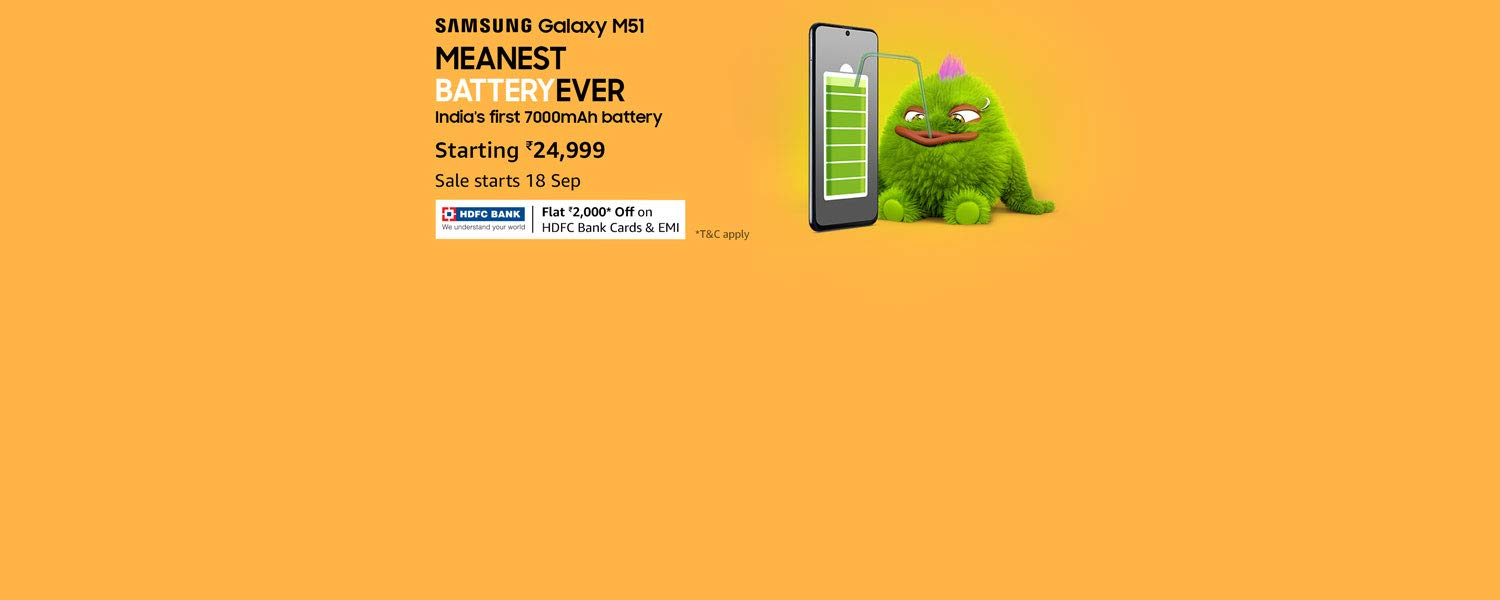 SAMSUNG Galaxy M51
MEANEST
BATTERYEVER
India's first 7000mAh battery
Starting ₹24,999
Sale starts 18 Sep
HDFC BANK
We understand your world
Flat ₹2,000* Off on
HDFC Bank Cards & EMI
*T&C apply